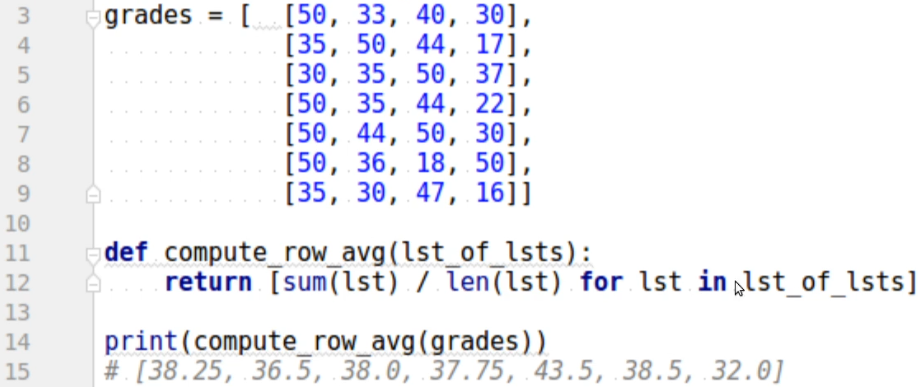 3 grades = [  [50, 33, 40, 30],
4             [35, 50, 44, 17],
5             [30, 35, 50, 37],
6             [50, 35, 44, 22],
7             [50, 44, 50, 30],
8             [50, 36, 18, 50],
9             [35, 30, 47, 16]]
10
11 def compute_row_avg(lst_of_lsts):
12     return [sum(lst) / len(lst) for lst in lst_of_lsts]
13
14 print(compute_row_avg(grades))
15 # [38.25, 36.5, 38.0, 37.75, 43.5, 38.5, 32.0]